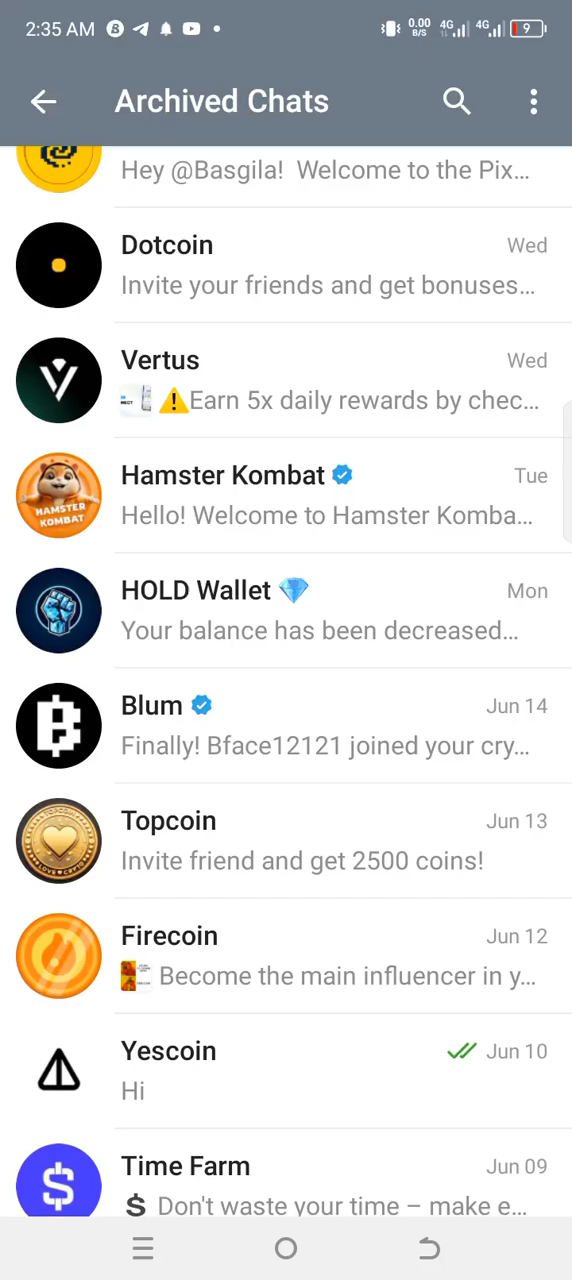 2:35 AM
0.00 B/S 4G 4G 9
Archived Chats
Hey @Basgila! Welcome to the Pix...
Dotcoin Wed
Invite your friends and get bonuses...
Vertus Wed
⚠️Earn 5x daily rewards by chec...
Hamster Kombat Tue
HAMSTER
KOMBAT
Hello! Welcome to Hamster Komba...
HOLD Wallet 💎 Mon
Your balance has been decreased...
Blum Jun 14
Finally! Bface12121 joined your cry...
Topcoin Jun 13
Invite friend and get 2500 coins!
Firecoin Jun 12
Become the main influencer in y...
Yescoin Jun 10
Hi
Time Farm Jun 09
💲 Don't waste your time – make e...